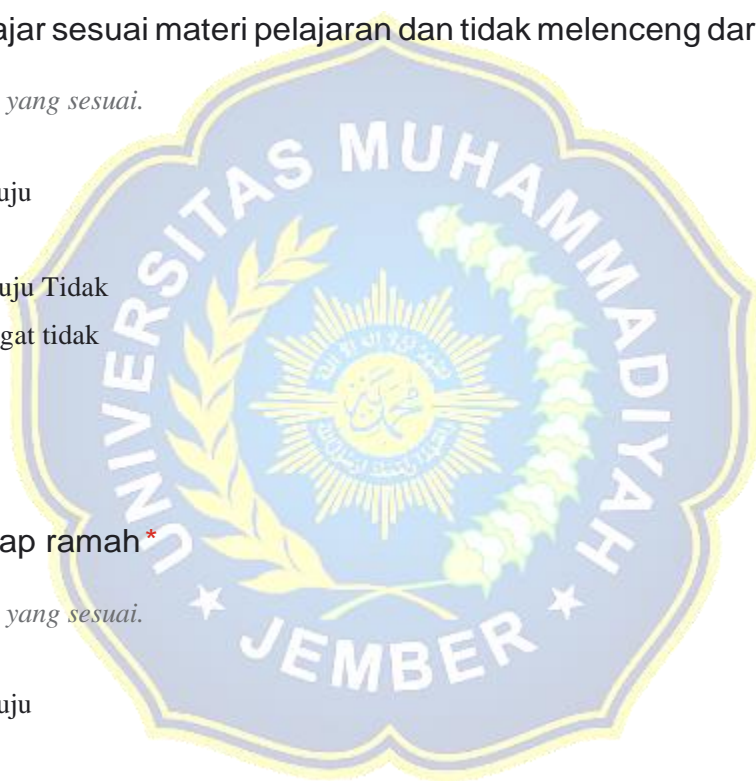 ajar sesuai materi pelajaran dan tidak melenceng dar
yang sesuai.
uju
uju Tidak
gat tidak
ap ramah*
yang sesuai.
uju
UNIVERSITAS MUHAMMADIYAH
JEMBER
محمد